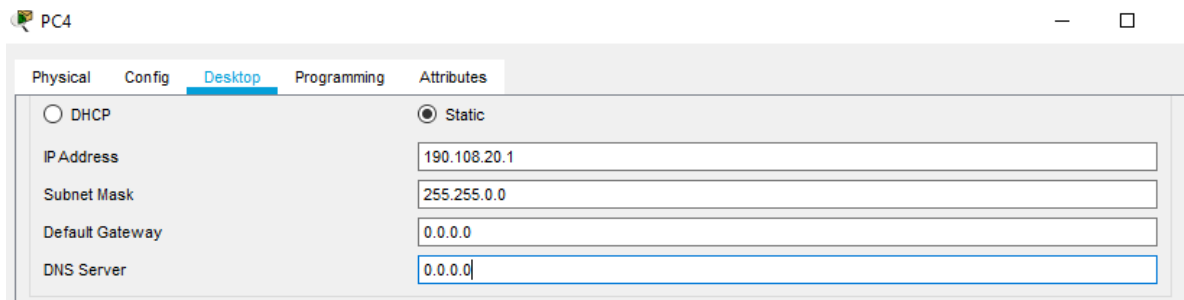 PC4
Physical Config Desktop Programming Attributes
DHCP Static
IP Address 190.108.20.1
Subnet Mask 255.255.0.0
Default Gateway 0.0.0.0
DNS Server 0.0.0.0